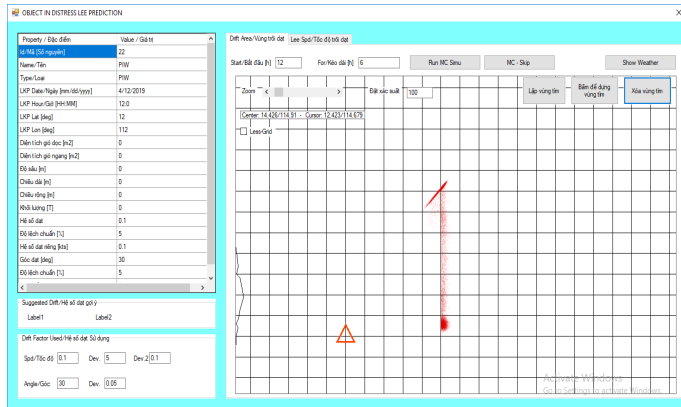 OBJECT IN DISTRESS LEE PREDICTION
Property / Đặc điểm Value / Giá trị
Id/Mã [Số nguyên] 22
Name/Tên PIW
Type/Loại PIW
LKP Date/Ngày [mm/dd/yyyy] 4/12/2019
LKP Hour/Giờ [HH:MM] 12:0
LKP Lat [deg] 12
LKP Lon [deg] 112
Diện tích gió dọc [m2] 0
Diện tích gió ngang [m2] 0
Độ sâu [m] 0
Chiều dài [m] 0
Chiều rộng [m] 0
Khối lượng [T] 0
Hệ số dạt 0.1
Độ lệch chuẩn [%] 5
Hệ số dạt riêng [kts] 0.1
Góc dạt [deg] 30
Độ lệch chuẩn [%] 5
Suggested Drift/Hệ số dạt gợi ý
Label1 Label2
Drift Factor Used/Hệ số dạt Sử dụng
Spd/Tốc độ 0.1 Dev. 5 Dev.2 0.1
Angle/Góc 30 Dev. 0.05
Drift Area/Vùng trôi dạt Lee Spd/Tốc độ trôi dạt
Start/Bắt đầu [h] 12 For/Kéo dài [h] 6 Run MC Simu MC - Skip Show Weather
Zoom Đặt xác suất 100 Lập vùng tìm Bấm để dựng vùng tìm Xóa vùng tìm
Center: 14.426/114.91 - Cursor: 12.423/114.679
Less-Grid
Activate Windows
Go to Settings to activate Windows.